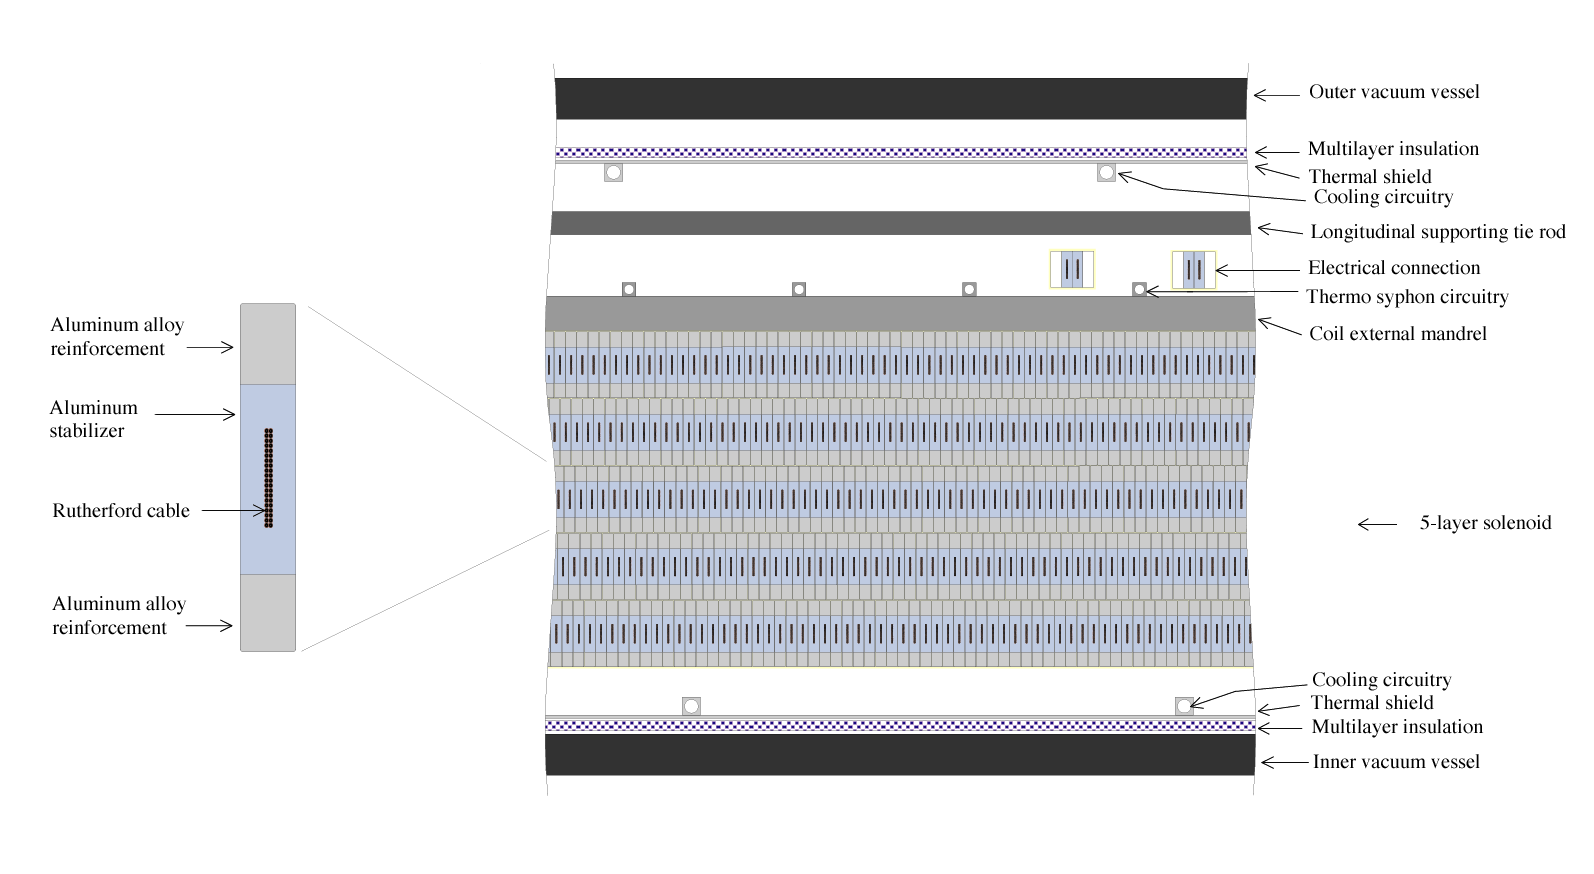 Outer vacuum vessel
Multilayer insulation
Thermal shield
Cooling circuitry
Longitudinal supporting tie rod
Electrical connection
Thermo syphon circuitry
Coil external mandrel
Aluminum alloy
reinforcement
Aluminum
stabilizer
Rutherford cable
5-layer solenoid
Aluminum alloy
reinforcement
Cooling circuitry
Thermal shield
Multilayer insulation
Inner vacuum vessel